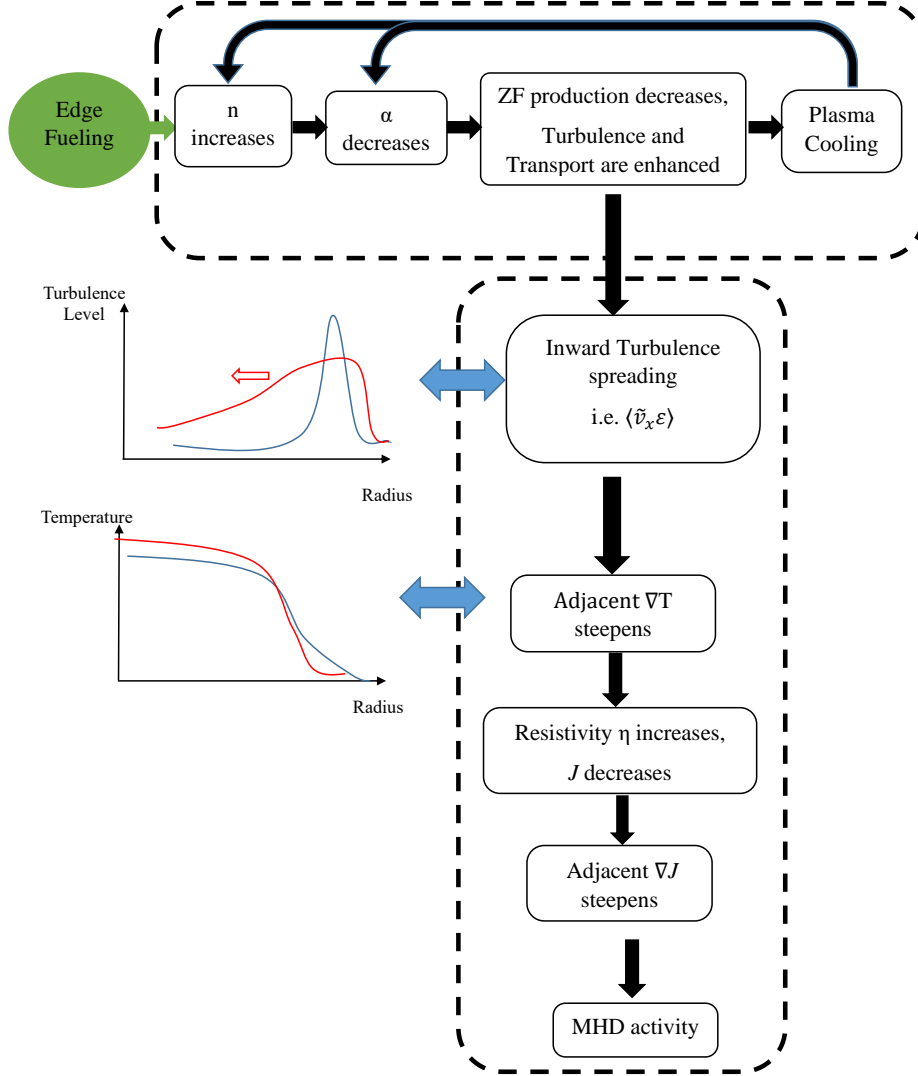 Edge
Fueling
n
increases
α
decreases
ZF production decreases,
Turbulence and
Transport are enhanced
Plasma
Cooling
Turbulence
Level
Radius
Inward Turbulence
spreading
i.e. ⟨ṽₓε⟩
Temperature
Radius
Adjacent ∇T
steepens
Resistivity η increases,
J decreases
Adjacent ∇J
steepens
MHD activity